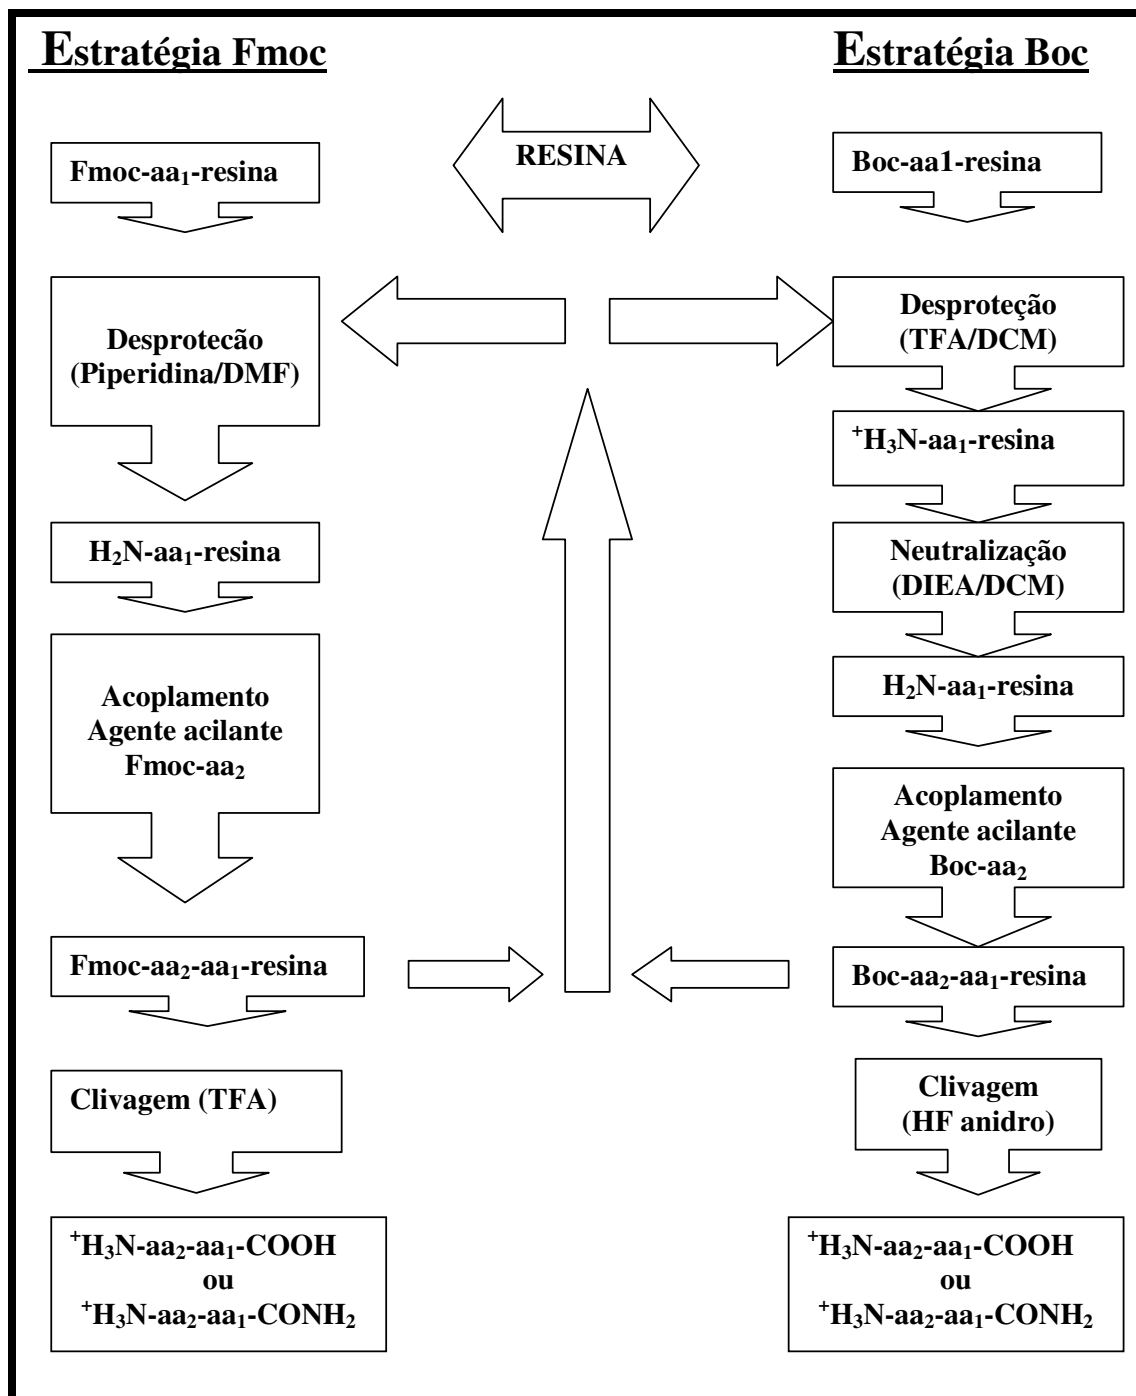 Estratégia Fmoc
Fmoc-aa₁-resina
Desprotecão
(Piperidina/DMF)
H₂N-aa₁-resina
Acoplamento
Agente acilante
Fmoc-aa₂
Fmoc-aa₂-aa₁-resina
Clivagem (TFA)
⁺H₃N-aa₂-aa₁-COOH
ou
⁺H₃N-aa₂-aa₁-CONH₂
RESINA
Estratégia Boc
Boc-aa1-resina
Desproteção
(TFA/DCM)
⁺H₃N-aa₁-resina
Neutralização
(DIEA/DCM)
H₂N-aa₁-resina
Acoplamento
Agente acilante
Boc-aa₂
Boc-aa₂-aa₁-resina
Clivagem
(HF anidro)
⁺H₃N-aa₂-aa₁-COOH
ou
⁺H₃N-aa₂-aa₁-CONH₂